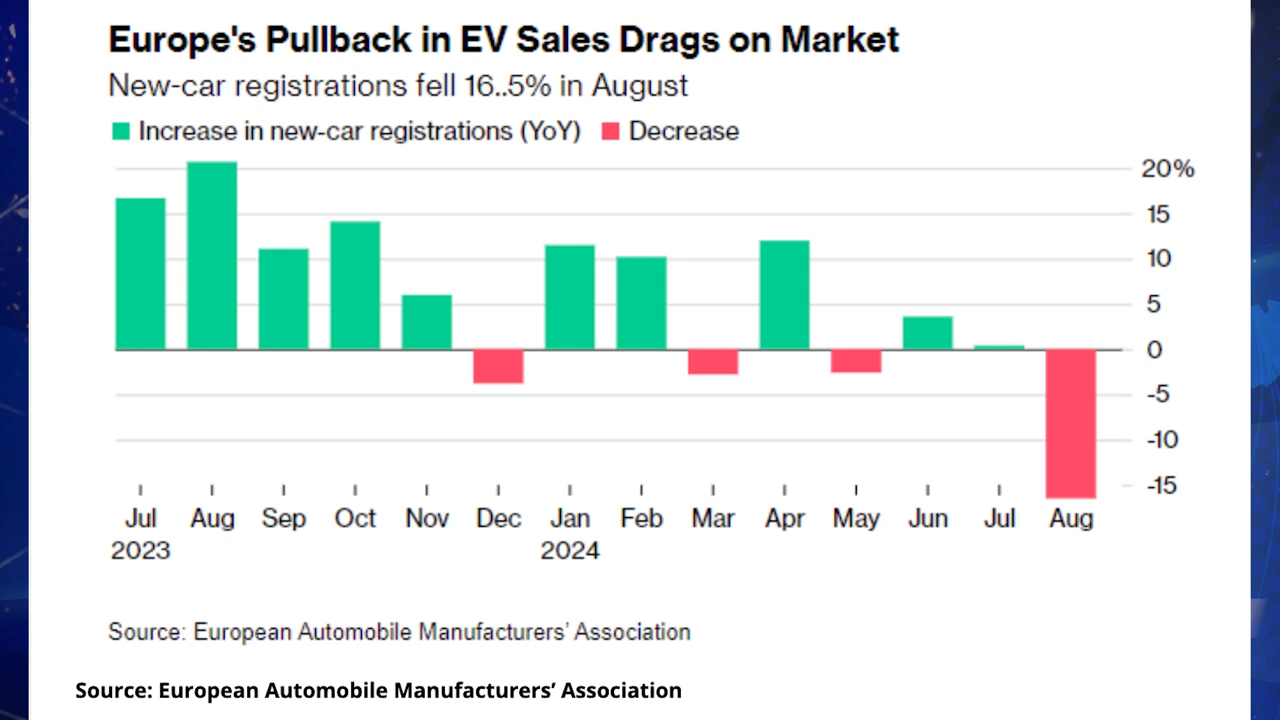 Europe's Pullback in EV Sales Drags on Market
New-car registrations fell 16..5% in August
Increase in new-car registrations (YoY) Decrease
20%
15
10
5
0
-5
-10
-15
Jul Aug Sep Oct Nov Dec Jan Feb Mar Apr May Jun Jul Aug
2023 2024
Source: European Automobile Manufacturers’ Association
Source: European Automobile Manufacturers’ Association